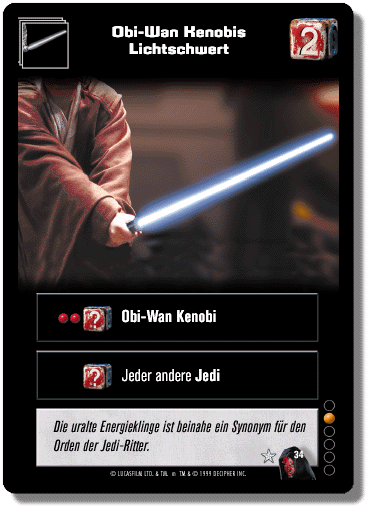 Obi-Wan Kenobis
Lichtschwert
2
? Obi-Wan Kenobi
? Jeder andere Jedi
Die uralte Energieklinge ist beinahe ein Synonym für den
Orden der Jedi-Ritter.
34
© LUCASFILM LTD. & TM. TM & © 1999 DECIPHER INC.